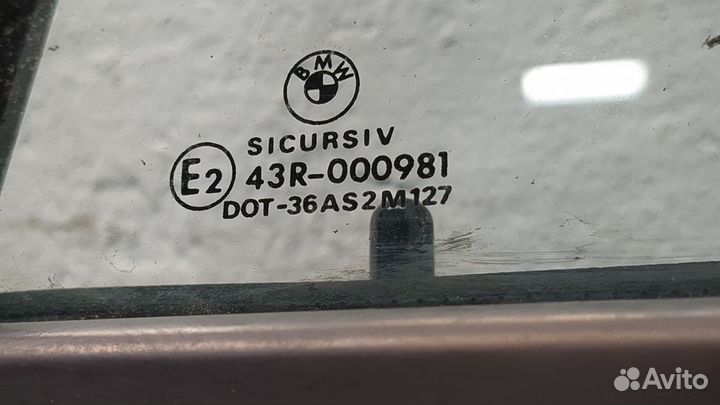 BMW
SICURSIV
E2 43R-000981
DOT-36AS2M127
Avito